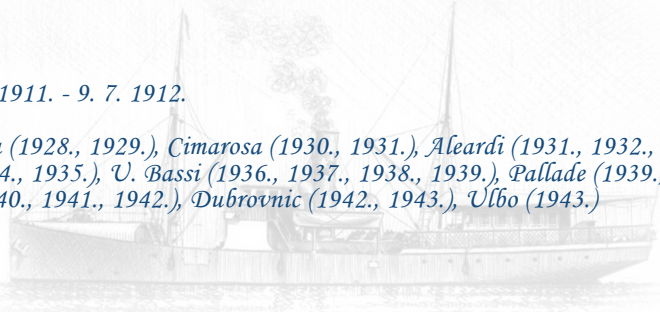 1911. - 9. 7. 1912.
(1928., 1929.), Cimarosa (1930., 1931.), Aleardi (1931., 1932.,
4., 1935.), U. Bassi (1936., 1937., 1938., 1939.), Pallade (1939.,
40., 1941., 1942.), Dubrovnic (1942., 1943.), Ulbo (1943.)